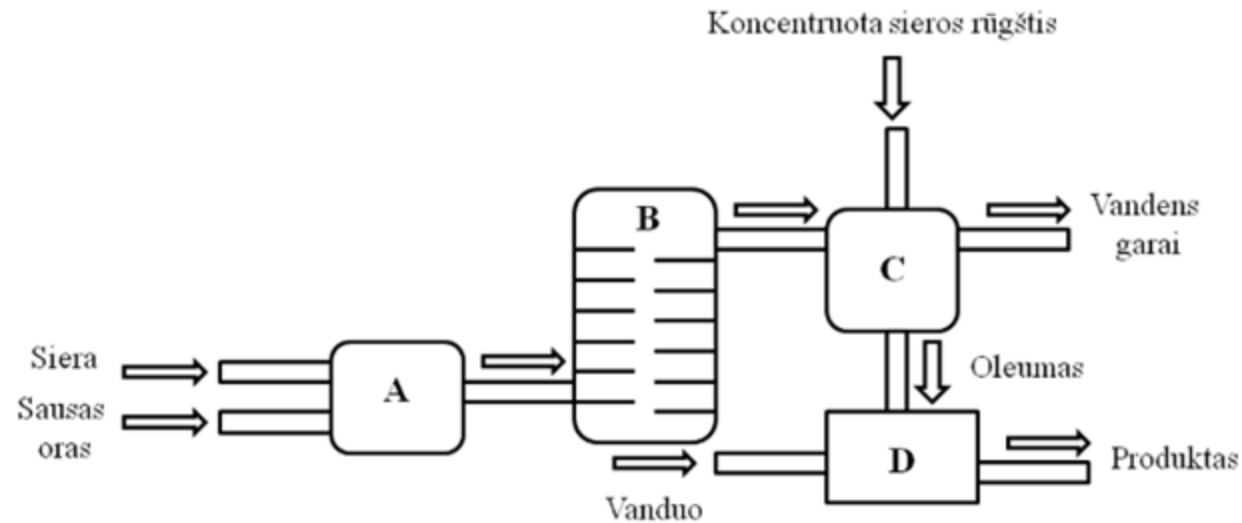 Koncentruota sieros rūgštis
B
Vandens
garai
C
Siera
Sausas
oras
A
Oleumas
D
Produktas
Vanduo